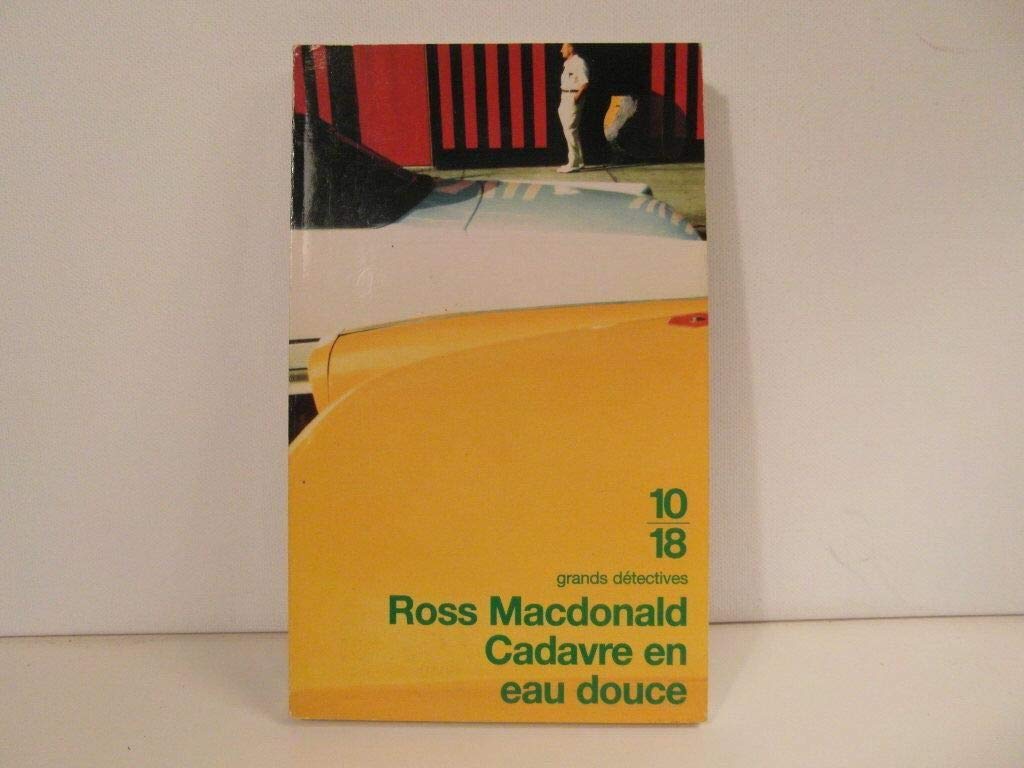 10
18
grands détectives
Ross Macdonald
Cadavre en
eau douce